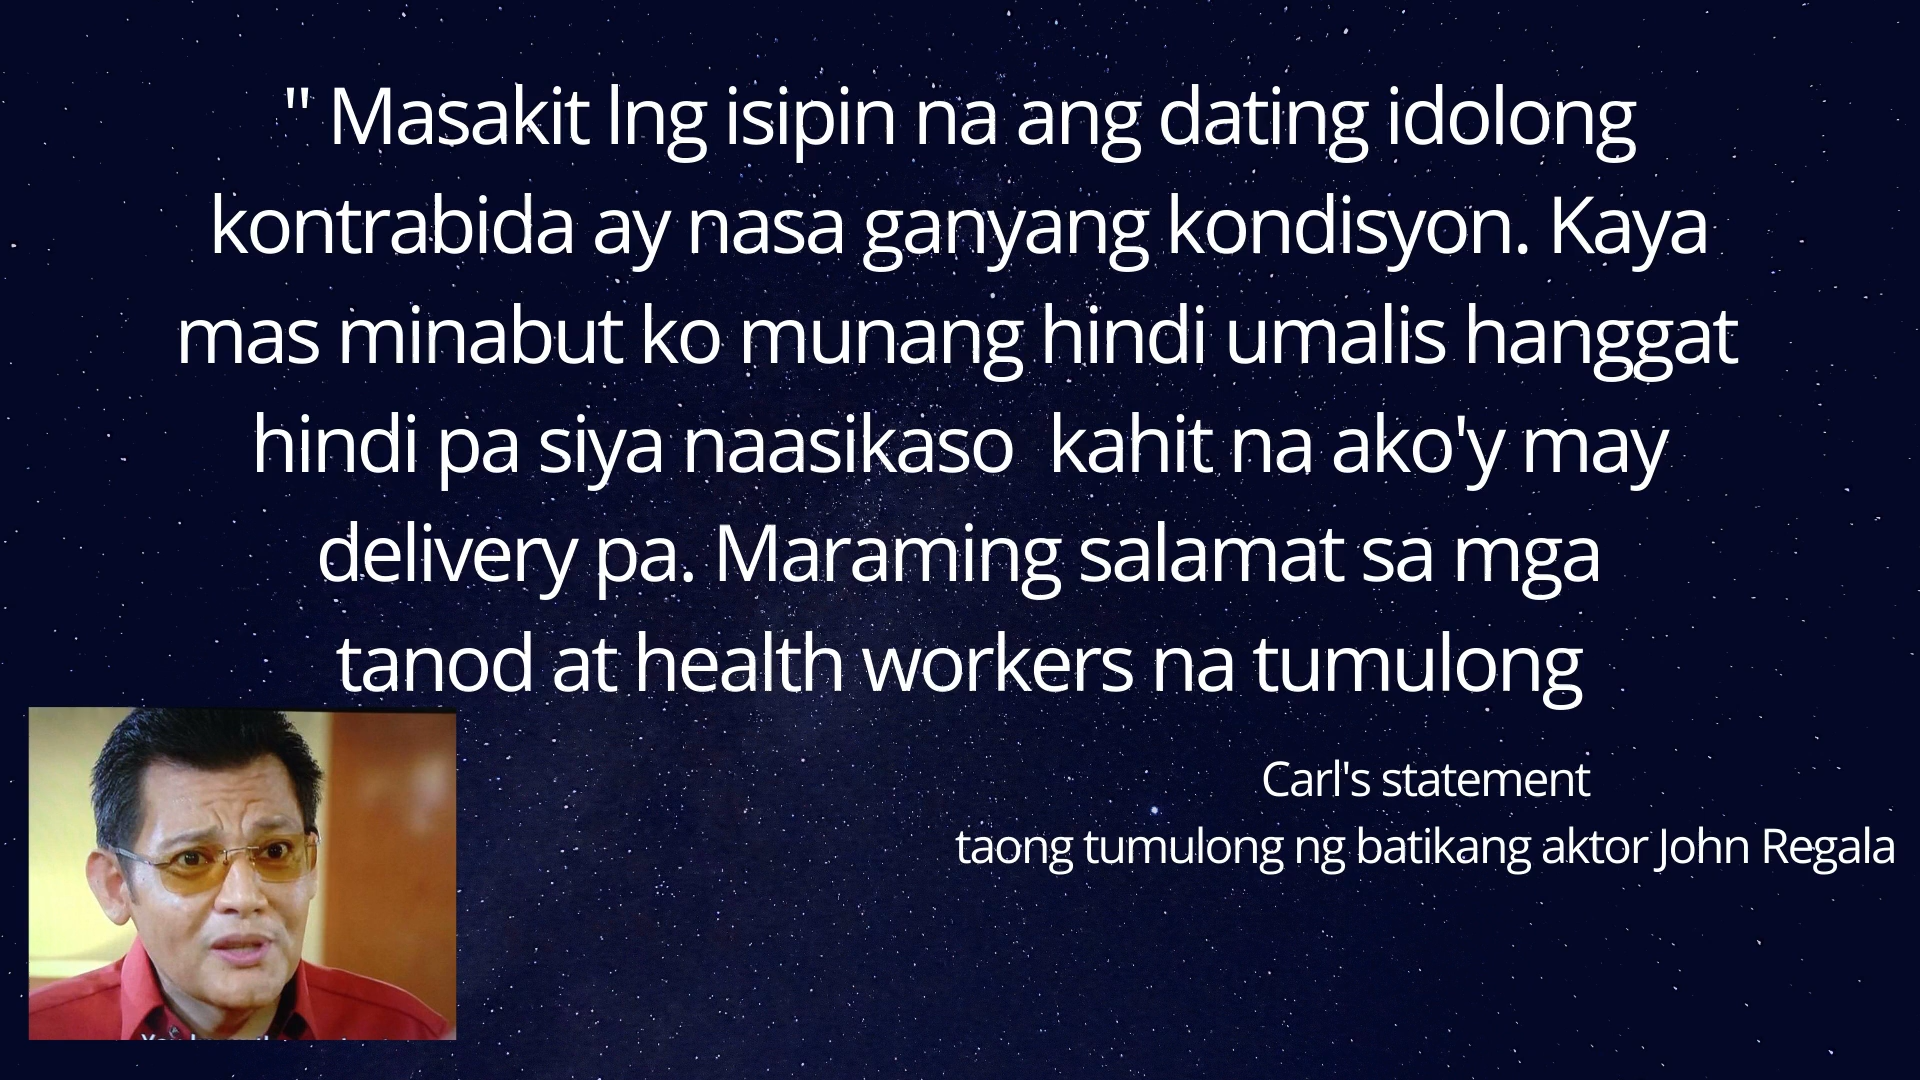 " Masakit lng isipin na ang dating idolong
kontrabida ay nasa ganyang kondisyon. Kaya
mas minabut ko munang hindi umalis hanggat
hindi pa siya naasikaso  kahit na ako'y may
delivery pa. Maraming salamat sa mga
tanod at health workers na tumulong
Carl's statement
taong tumulong ng batikang aktor John Regala